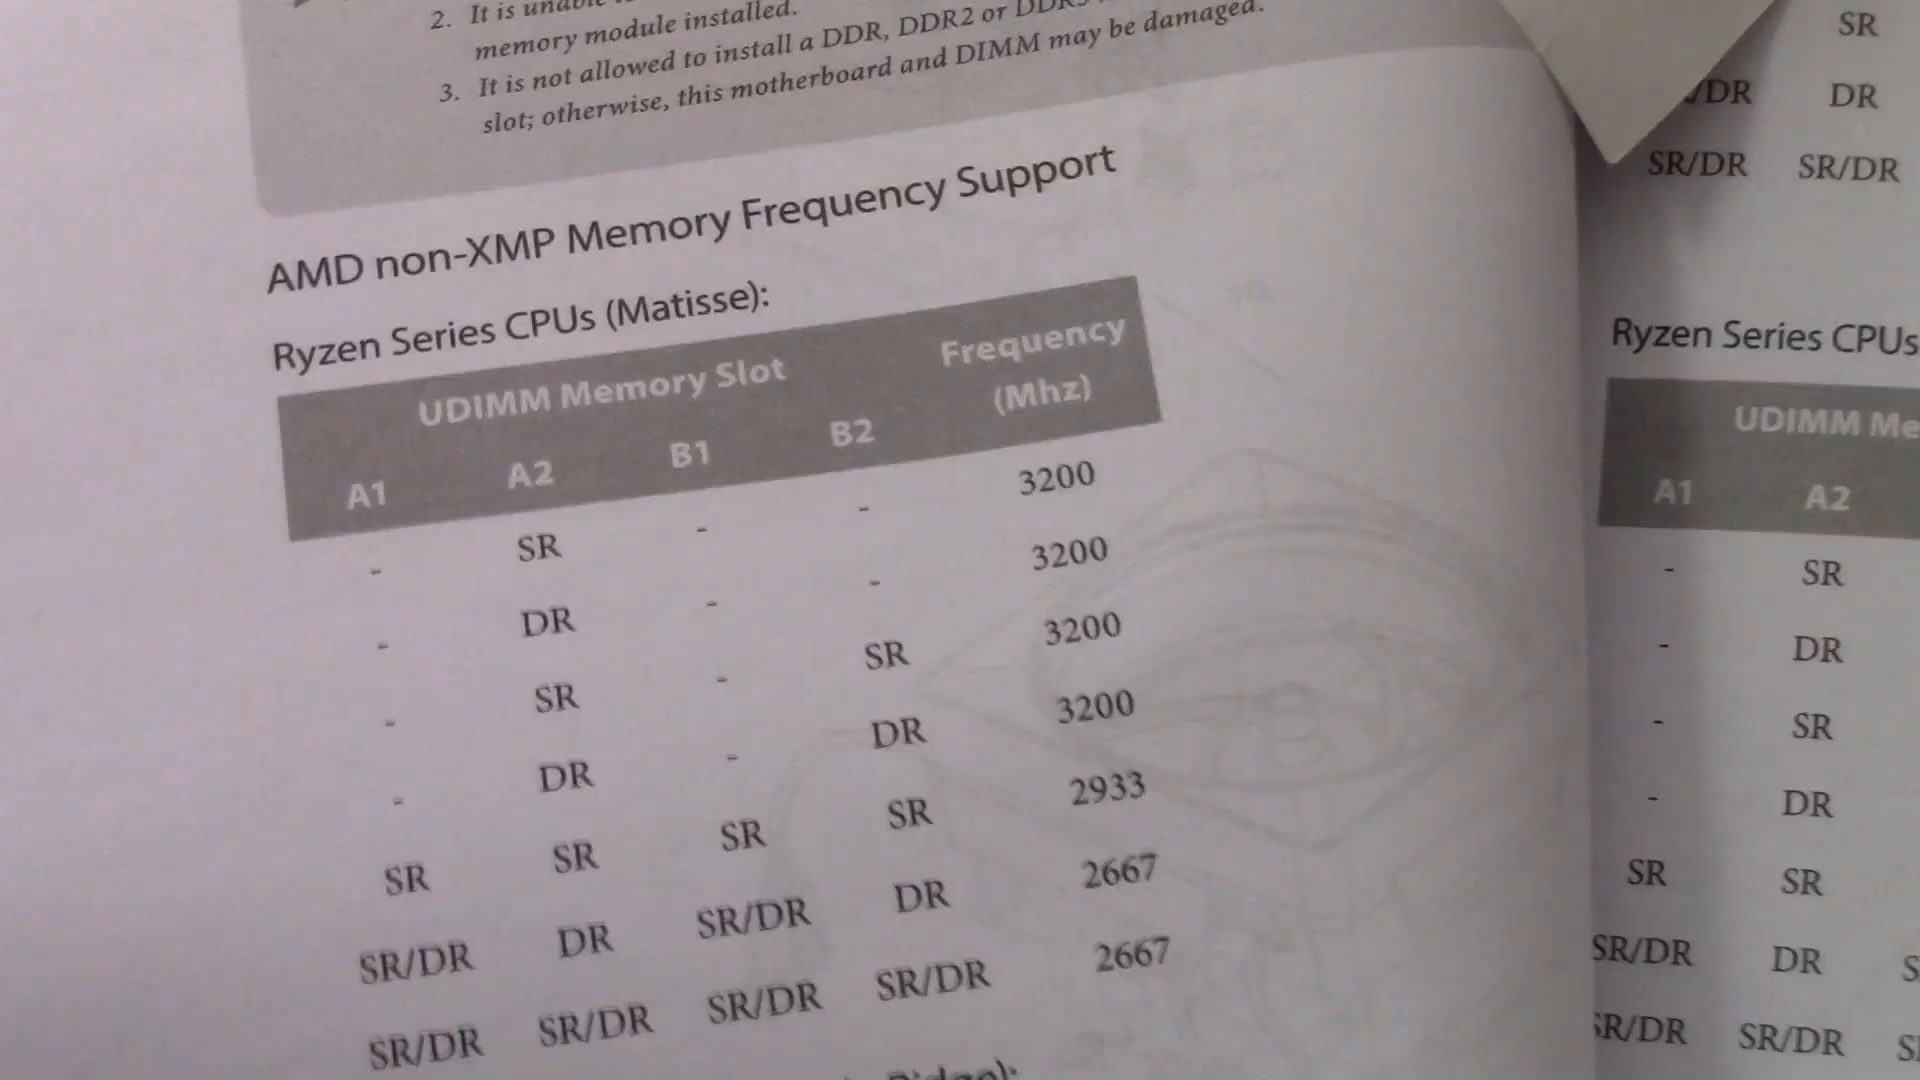 2. It is
memory module installed.
3. It is not allowed to install a DDR, DDR2 or
slot; otherwise, this motherboard and DIMM may be damaged.
AMD non-XMP Memory Frequency Support
Ryzen Series CPUs (Matisse):
UDIMM Memory Slot Frequency
(Mhz)
A1 A2 B1 B2
- SR - - 3200
- DR - - 3200
- SR - SR 3200
- DR - DR 3200
SR SR SR SR 2933
SR/DR DR SR/DR DR 2667
SR/DR SR/DR SR/DR SR/DR 2667
SR
/DR DR
SR/DR SR/DR
Ryzen Series CPUs
UDIMM Me
A1 A2
- SR
- DR
- SR
- DR
SR SR
SR/DR DR S
SR/DR SR/DR S